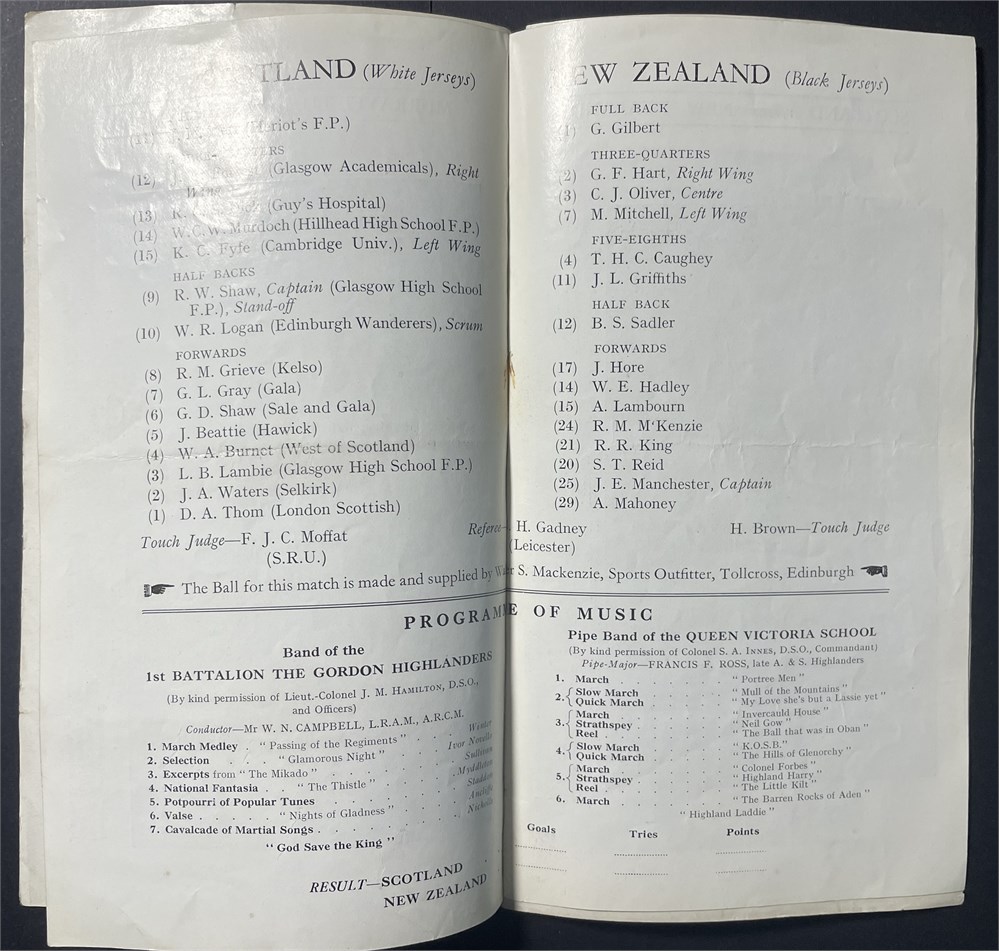 TLAND (White Jerseys)
(Heriot's F.P.)
(12) (Glasgow Academicals), Right
Wing
(13) K. (Guy's Hospital)
(14) W. C. W. Murdoch (Hillhead High School F.P.)
(15) K. C. Fyfe (Cambridge Univ.), Left Wing
HALF BACKS
(9) R. W. Shaw, Captain (Glasgow High School
F.P.), Stand-off
(10) W. R. Logan (Edinburgh Wanderers), Scrum
FORWARDS
(8) R. M. Grieve (Kelso)
(7) G. L. Gray (Gala)
(6) G. D. Shaw (Sale and Gala)
(5) J. Beattie (Hawick)
(4) W. A. Burnet (West of Scotland)
(3) L. B. Lambie (Glasgow High School F.P.)
(2) J. A. Waters (Selkirk)
(1) D. A. Thom (London Scottish)
EW ZEALAND (Black Jerseys)
FULL BACK
(1) G. Gilbert
THREE-QUARTERS
(2) G. F. Hart, Right Wing
(3) C. J. Oliver, Centre
(7) M. Mitchell, Left Wing
FIVE-EIGHTHS
(4) T. H. C. Caughey
(11) J. L. Griffiths
HALF BACK
(12) B. S. Sadler
FORWARDS
(17) J. Hore
(14) W. E. Hadley
(15) A. Lambourn
(24) R. M. M'Kenzie
(21) R. R. King
(20) S. T. Reid
(25) J. E. Manchester, Captain
(29) A. Mahoney
Touch Judge—F. J. C. Moffat
(S.R.U.)
Referee— H. Gadney
(Leicester)
H. Brown—Touch Judge
The Ball for this match is made and supplied by S. Mackenzie, Sports Outfitter, Tollcross, Edinburgh
PROGRAMME OF MUSIC
Band of the
1st BATTALION THE GORDON HIGHLANDERS
(By kind permission of Lieut.-Colonel J. M. HAMILTON, D.S.O.,
and Officers)
Conductor—Mr W. N. CAMPBELL, L.R.A.M., A.R.C.M.
1. March Medley . "Passing of the Regiments" . . . Winter
2. Selection . . . "Glamorous Night" . . . Ivor Novello
3. Excerpts from "The Mikado" . . . Sullivan
4. National Fantasia . . "The Thistle" . . . Myddleton
5. Potpourri of Popular Tunes . . .
6. Valse . . . . . "Nights of Gladness" . . . Ancliffe
7. Cavalcade of Martial Songs . . . .
"God Save the King"
RESULT—SCOTLAND
NEW ZEALAND
Pipe Band of the QUEEN VICTORIA SCHOOL
(By kind permission of Colonel S. A. INNES, D.S.O., Commandant)
Pipe-Major—FRANCIS F. ROSS, late A. & S. Highlanders
1. March . . . . . "Portree Men"
2. Slow March . . . . . "Mull of the Mountains"
Quick March . . . . . "My Love she's but a Lassie yet"
3. March . . . . . "Invercauld House"
Strathspey . . . . . "Neil Gow"
Reel . . . . . "The Ball that was in Oban"
4. Slow March . . . . . "K.O.S.B."
Quick March . . . . . "The Hills of Glenorchy"
5. March . . . . . "Colonel Forbes"
Strathspey . . . . . "Highland Harry"
Reel . . . . . "The Little Kilt"
6. March . . . . . "The Barren Rocks of Aden"
"Highland Laddie"
Goals Tries Points